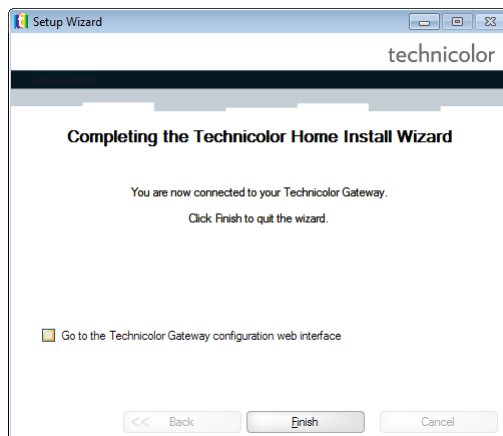 Setup Wizard
technicolor
Completing the Technicolor Home Install Wizard
You are now connected to your Technicolor Gateway.
Click Finish to quit the wizard.
Go to the Technicolor Gateway configuration web interface
<< Back
Finish
Cancel